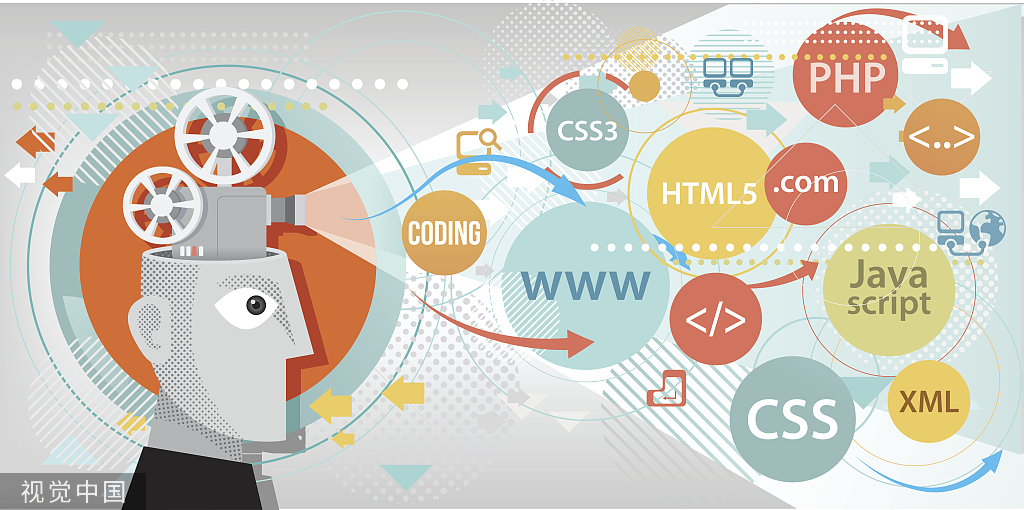 PHP
CSS3
<..>
HTML5
.com
CODING
www
Java
script
</>
CSS
XML
视觉中国